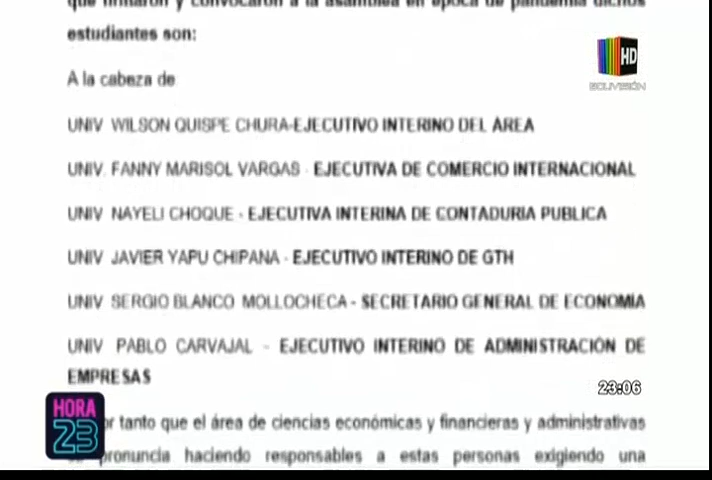 que firmaron y convocaron a la asamblea en época de pandemia dichos
estudiantes son:
HD
BOLIVISIÓN
A la cabeza de
UNIV WILSON QUISPE CHURA-EJECUTIVO INTERINO DEL ÁREA
UNIV. FANNY MARISOL VARGAS - EJECUTIVA DE COMERCIO INTERNACIONAL
UNIV NAYELI CHOQUE - EJECUTIVA INTERINA DE CONTADURIA PUBLICA
UNIV JAVIER YAPU CHIPANA - EJECUTIVO INTERINO DE GTH
UNIV SERGIO BLANCO MOLLOCHECA - SECRETARIO GENERAL DE ECONOMÍA
UNIV PABLO CARVAJAL - EJECUTIVO INTERINO DE ADMINISTRACIÓN DE
EMPRESAS
23:06
HORA
23
tanto que el área de ciencias económicas y financieras y administrativas
pronuncia haciendo responsables a estas personas exigiendo una